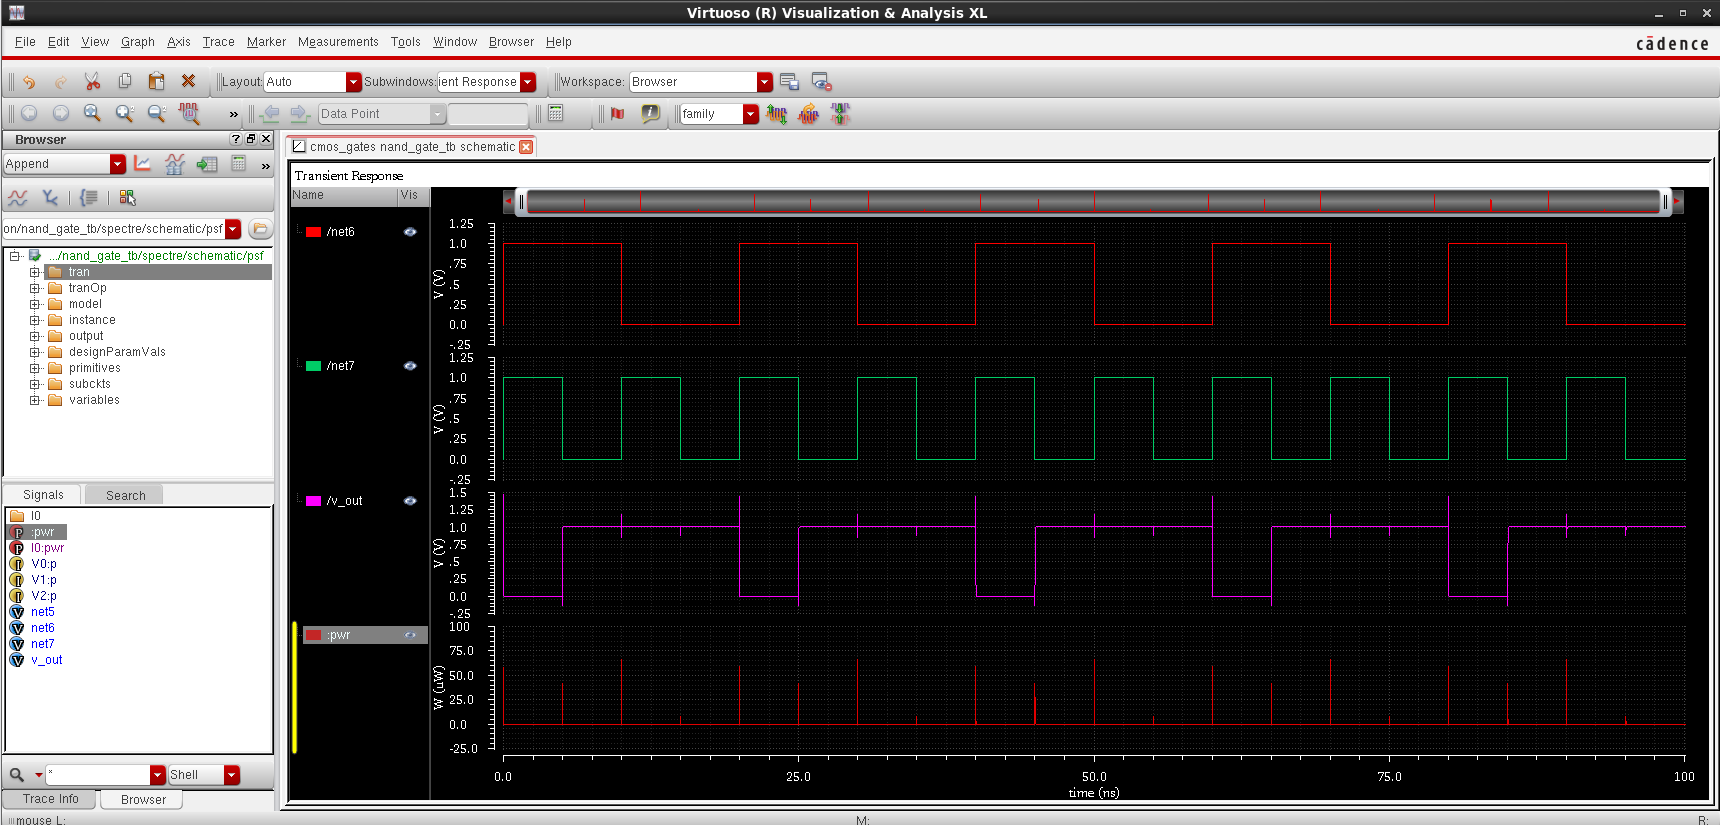 Virtuoso (R) Visualization & Analysis XL
File Edit View Graph Axis Trace Marker Measurements Tools Window Browser Help
cādence
Layout: Auto Subwindows: ient Response Workspace: Browser
» Data Point family
Browser
Append »
on/nand_gate_tb/spectre/schematic/psf
.../nand_gate_tb/spectre/schematic/psf
tran
tranOp
model
instance
output
designParamVals
primitives
subckts
variables
Signals Search
I0
:pwr
I0:pwr
V0:p
V1:p
V2:p
net5
net6
net7
v_out
* Shell
Trace Info Browser
cmos_gates nand_gate_tb schematic
Transient Response
Name Vis
/net6
V (V)
1.25
1.0
.75
.5
.25
0.0
-.25
/net7
V (V)
1.25
1.0
.75
.5
.25
0.0
-.25
/v_out
V (V)
1.5
1.25
1.0
.75
.5
.25
0.0
-.25
:pwr
W (uW)
100
75.0
50.0
25.0
0.0
-25.0
0.0 25.0 50.0 75.0 100
time (ns)
mouse L: M: R: